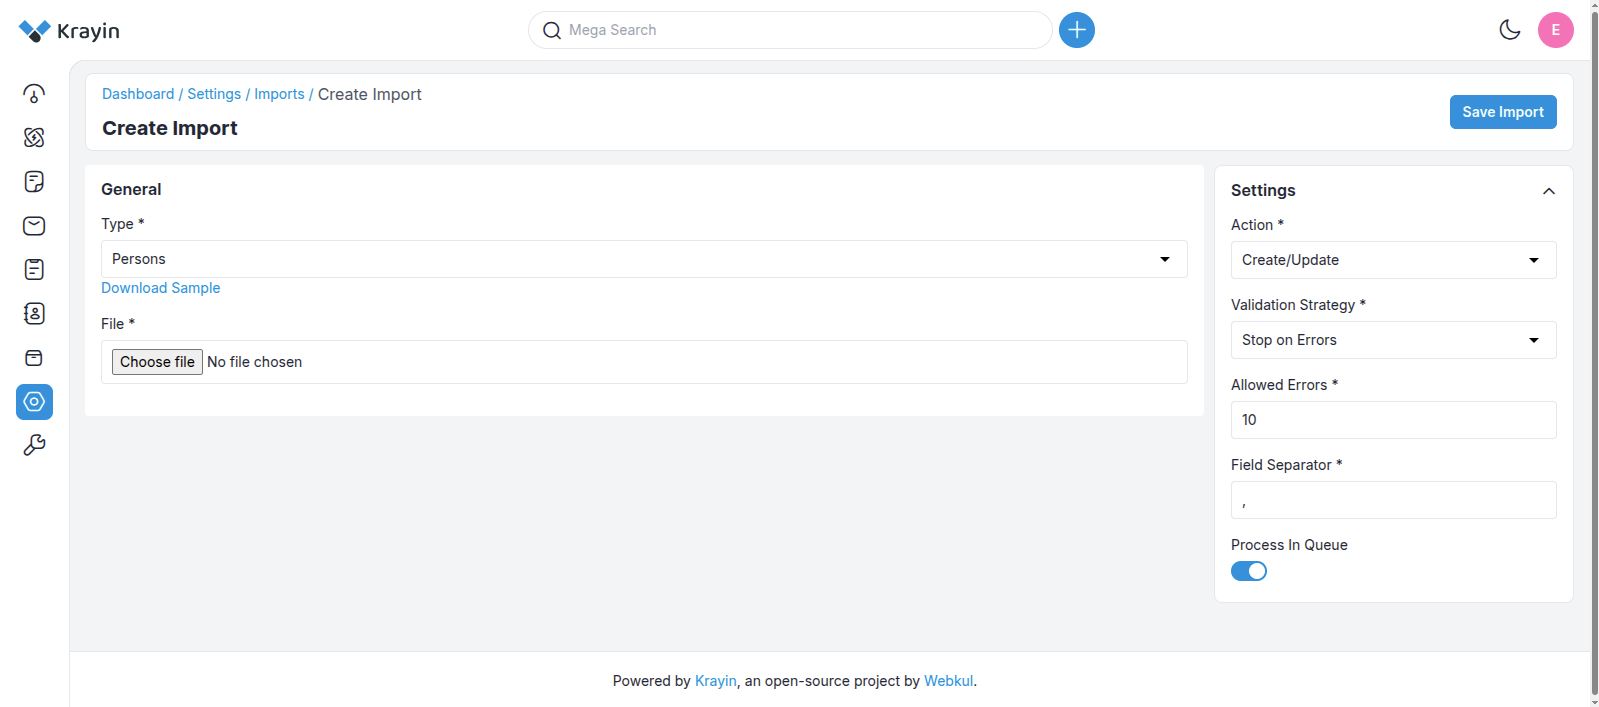 Krayin
Mega Search
E
Dashboard / Settings / Imports / Create Import
Create Import
Save Import
General
Type *
Persons
Download Sample
File *
Choose file No file chosen
Settings
Action *
Create/Update
Validation Strategy *
Stop on Errors
Allowed Errors *
10
Field Separator *
,
Process In Queue
Powered by Krayin, an open-source project by Webkul.